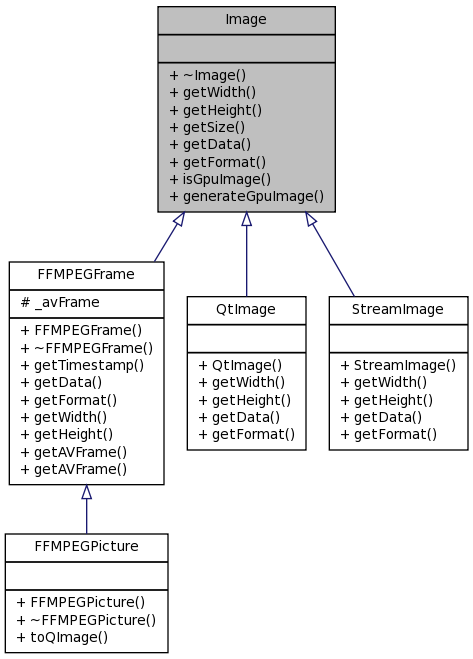 Image
+ ~Image()
+ getWidth()
+ getHeight()
+ getSize()
+ getData()
+ getFormat()
+ isGpuImage()
+ generateGpuImage()
FFMPEGFrame
# _avFrame
+ FFMPEGFrame()
+ ~FFMPEGFrame()
+ getTimestamp()
+ getData()
+ getFormat()
+ getWidth()
+ getHeight()
+ getAVFrame()
+ getAVFrame()
QtImage
+ QtImage()
+ getWidth()
+ getHeight()
+ getData()
+ getFormat()
StreamImage
+ StreamImage()
+ getWidth()
+ getHeight()
+ getData()
+ getFormat()
FFMPEGPicture
+ FFMPEGPicture()
+ ~FFMPEGPicture()
+ toQImage()